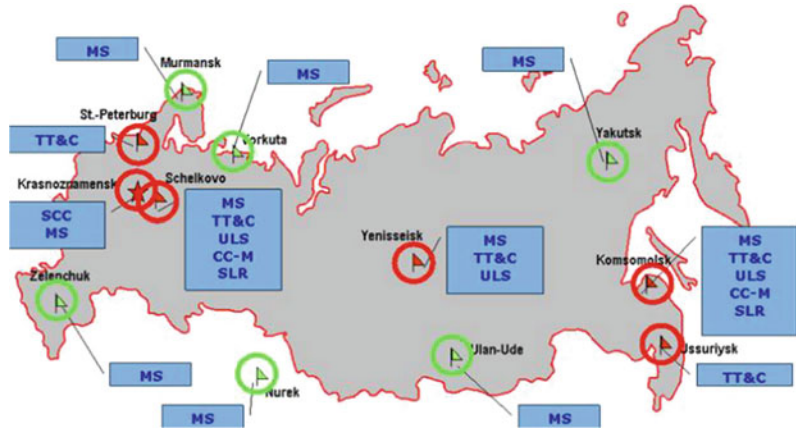 MS
Murmansk
MS
MS
St.-Peterburg
TT&C
Vorkuta
Yakutsk
Krasnoznamensk
Schelkovo
SCC
MS
MS
TT&C
ULS
CC-M
SLR
Yenisseisk
MS
TT&C
ULS
Komsomolsk
MS
TT&C
ULS
CC-M
SLR
Zelenchuk
MS
Nurek
MS
Ulan-Ude
MS
Ussuriysk
TT&C